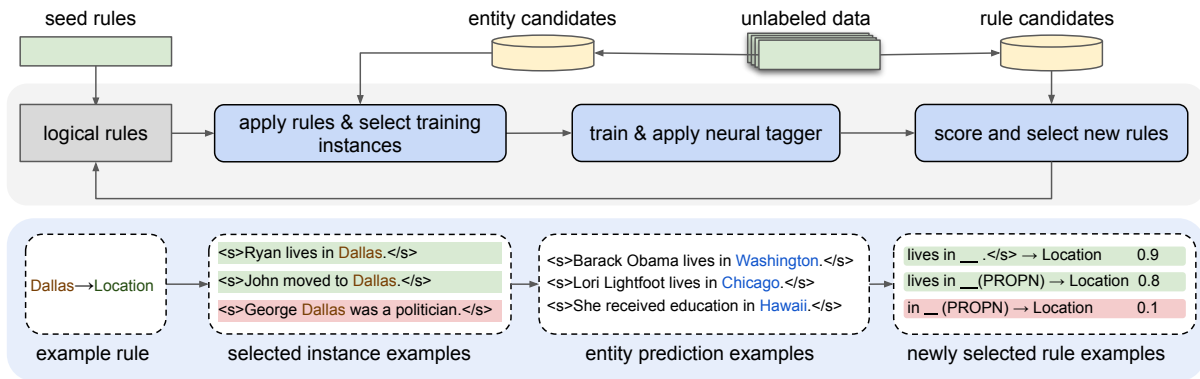 seed rules
entity candidates
unlabeled data
rule candidates
logical rules
apply rules & select training
instances
train & apply neural tagger
score and select new rules
Dallas→Location
<s>Ryan lives in Dallas.</s>
<s>John moved to Dallas.</s>
<s>George Dallas was a politician.</s>
<s>Barack Obama lives in Washington.</s>
<s>Lori Lightfoot lives in Chicago.</s>
<s>She received education in Hawaii.</s>
lives in __ .</s> → Location 0.9
lives in __(PROPN) → Location 0.8
in __ (PROPN) → Location 0.1
example rule
selected instance examples
entity prediction examples
newly selected rule examples